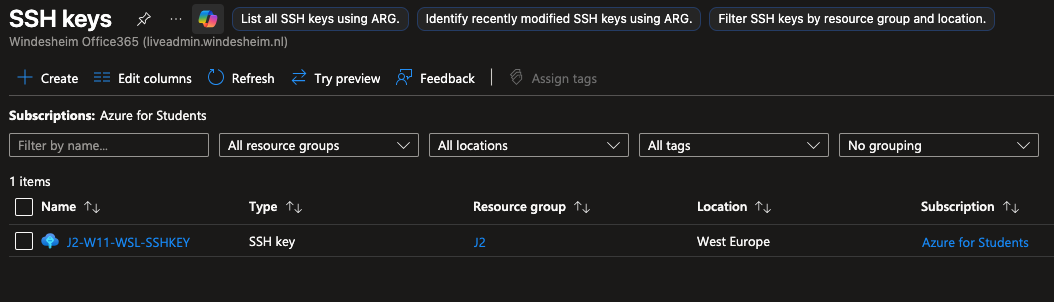 SSH keys ... List all SSH keys using ARG. Identify recently modified SSH keys using ARG. Filter SSH keys by resource group and location.
Windesheim Office365 (liveadmin.windesheim.nl)
Create Edit columns Refresh Try preview Feedback Assign tags
Subscriptions: Azure for Students
Filter by name... All resource groups All locations All tags No grouping
1 items
Name Type Resource group Location Subscription
J2-W11-WSL-SSHKEY SSH key J2 West Europe Azure for Students